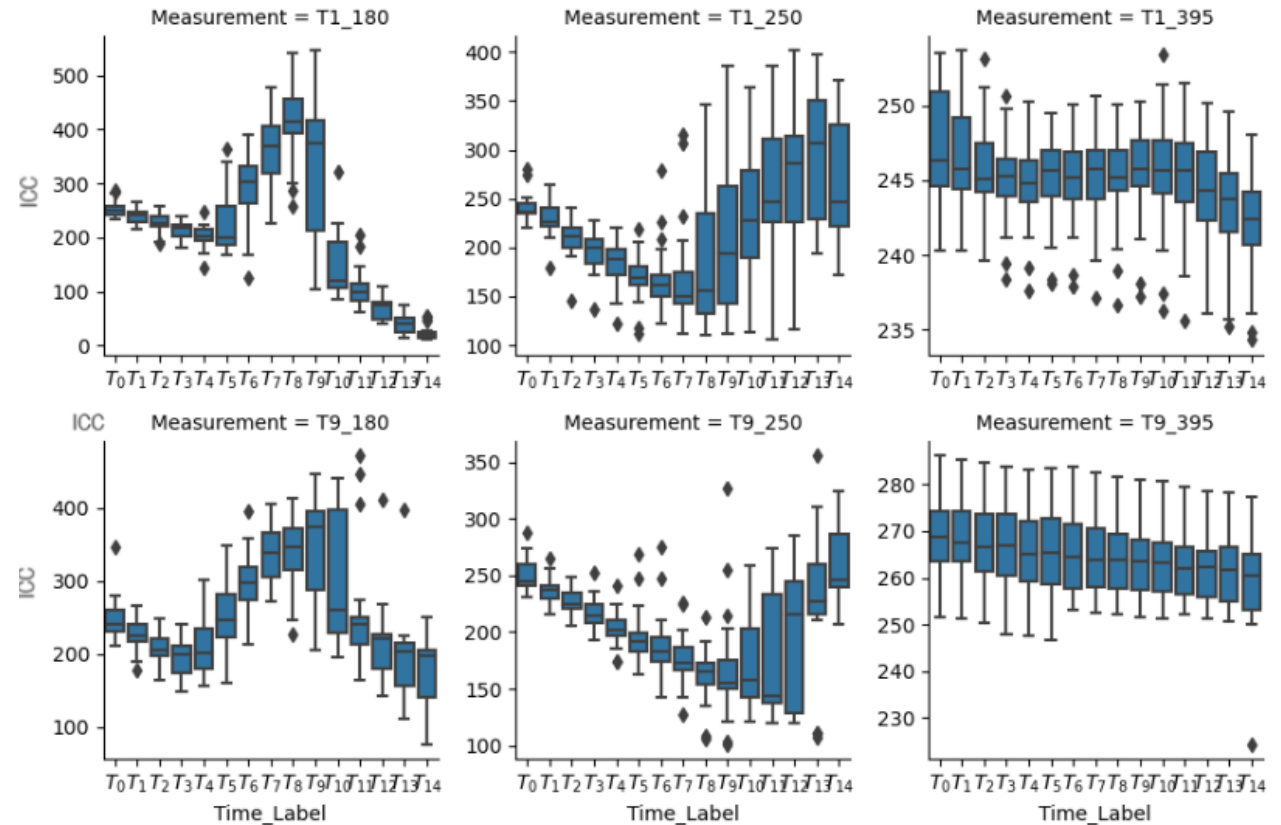 Measurement = T1_180
Measurement = T1_250
Measurement = T1_395
ICC
500
400
300
200
100
0
400
350
300
250
200
150
100
250
245
240
235
T0 T1 T2 T3 T4 T5 T6 T7 T8 T9 T10 T11 T12 T13 T14
T0 T1 T2 T3 T4 T5 T6 T7 T8 T9 T10 T11 T12 T13 T14
T0 T1 T2 T3 T4 T5 T6 T7 T8 T9 T10 T11 T12 T13 T14
ICC
Measurement = T9_180
Measurement = T9_250
Measurement = T9_395
ICC
400
300
200
100
350
300
250
200
150
100
280
270
260
250
240
230
T0 T1 T2 T3 T4 T5 T6 T7 T8 T9 T10 T11 T12 T13 T14
T0 T1 T2 T3 T4 T5 T6 T7 T8 T9 T10 T11 T12 T13 T14
T0 T1 T2 T3 T4 T5 T6 T7 T8 T9 T10 T11 T12 T13 T14
Time_Label
Time_Label
Time_Label